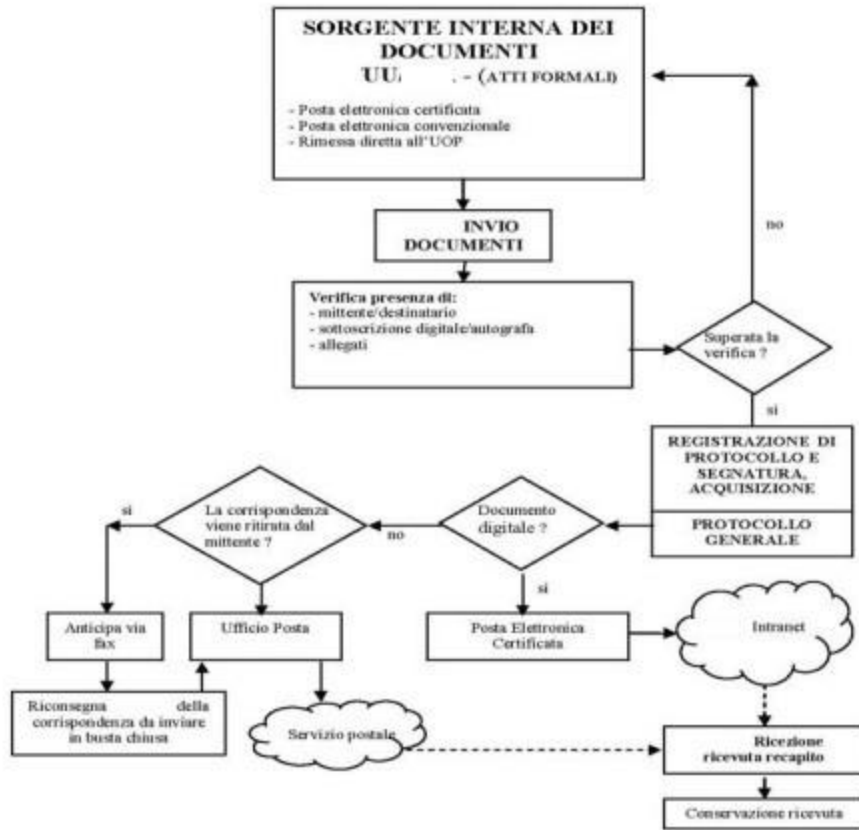 SORGENTE INTERNA DEI
DOCUMENTI
UU. . - (ATTI FORMALI)
- Posta elettronica certificata
- Posta elettronica convenzionale
- Rimessa diretta all'UOP
INVIO
DOCUMENTI
no
Verifica presenza di:
- mittente/destinatario
- sottoscrizione digitale/autografa
- allegati
Superata la
verifica ?
si
REGISTRAZIONE DI
PROTOCOLLO E
SEGNATURA,
ACQUISIZIONE
PROTOCOLLO
GENERALE
Documento
digitale ?
no
La corrispondenza
viene ritirata dal
mittente ?
si
si
Anticipa via
fax
Ufficio Posta
Posta Elettronica
Certificata
Intranet
Riconsegna della
corrispondenza da inviare
in busta chiusa
Servizio postale
Ricezione
ricevuta recapito
Conservazione ricevuta